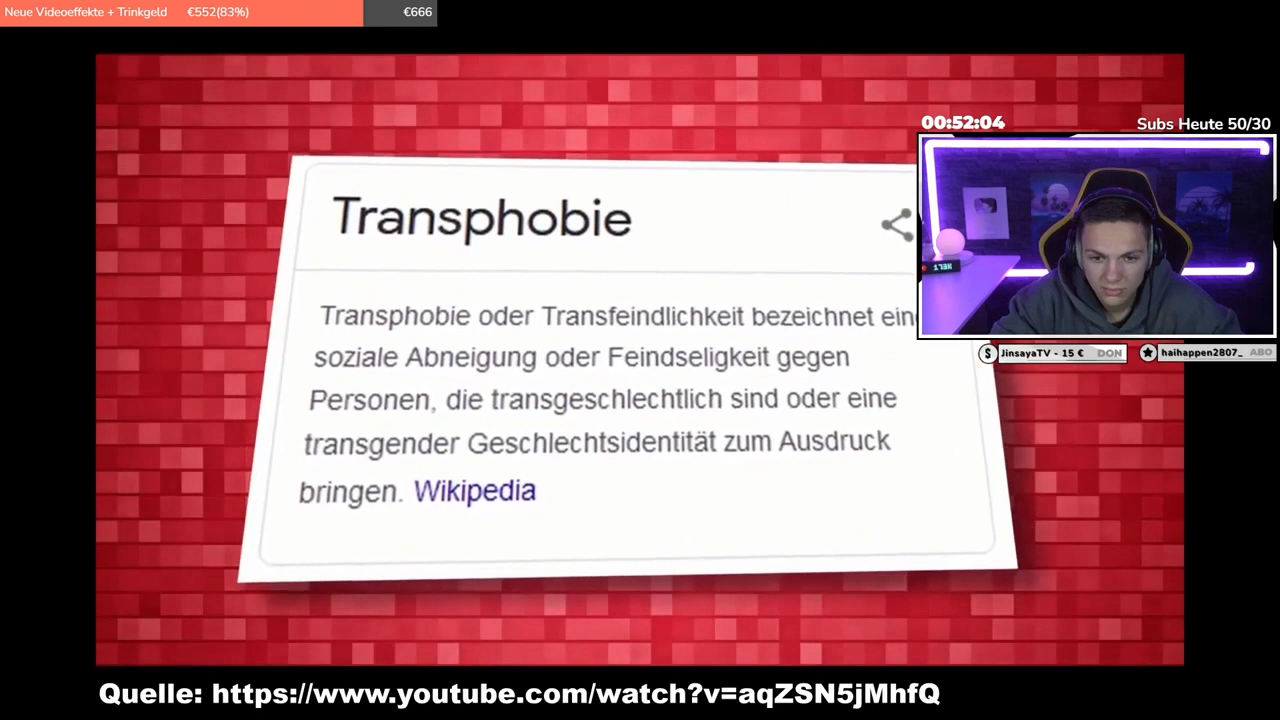 Neue Videoeffekte + Trinkgeld €552(83%) €666
00:52:04 Subs Heute 50/30
Transphobie
Transphobie oder Transfeindlichkeit bezeichnet
soziale Abneigung oder Feindseligkeit gegen
Personen, die transgeschlechtlich sind oder eine
transgender Geschlechtsidentität zum Ausdruck
bringen. Wikipedia
$ JinsayaTV - 15 € DON haihappen2807_ ABO
Quelle: https://www.youtube.com/watch?v=aqZSN5jMhfQ